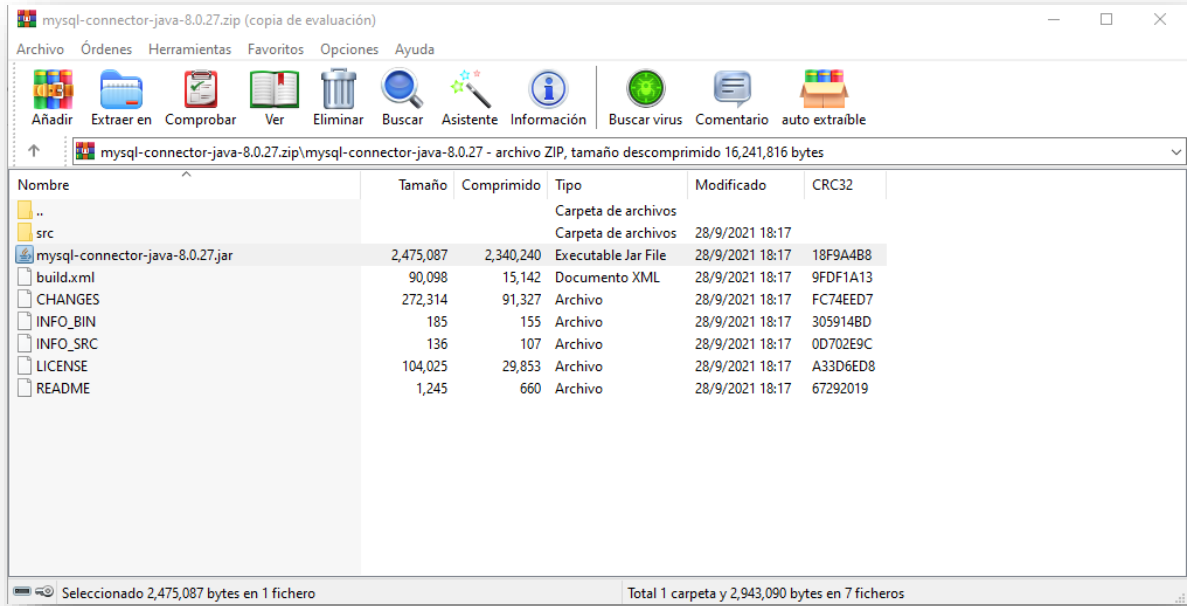 mysql-connector-java-8.0.27.zip (copia de evaluación)
Archivo Órdenes Herramientas Favoritos Opciones Ayuda
Añadir Extraer en Comprobar Ver Eliminar Buscar Asistente Información Buscar virus Comentario auto extraíble
mysql-connector-java-8.0.27.zip\mysql-connector-java-8.0.27 - archivo ZIP, tamaño descomprimido 16,241,816 bytes
Nombre Tamaño Comprimido Tipo Modificado CRC32
.. Carpeta de archivos
src Carpeta de archivos 28/9/2021 18:17
mysql-connector-java-8.0.27.jar 2,475,087 2,340,240 Executable Jar File 28/9/2021 18:17 18F9A4B8
build.xml 90,098 15,142 Documento XML 28/9/2021 18:17 9FDF1A13
CHANGES 272,314 91,327 Archivo 28/9/2021 18:17 FC74EED7
INFO_BIN 185 155 Archivo 28/9/2021 18:17 305914BD
INFO_SRC 136 107 Archivo 28/9/2021 18:17 0D702E9C
LICENSE 104,025 29,853 Archivo 28/9/2021 18:17 A33D6ED8
README 1,245 660 Archivo 28/9/2021 18:17 67292019
Seleccionado 2,475,087 bytes en 1 fichero Total 1 carpeta y 2,943,090 bytes en 7 ficheros